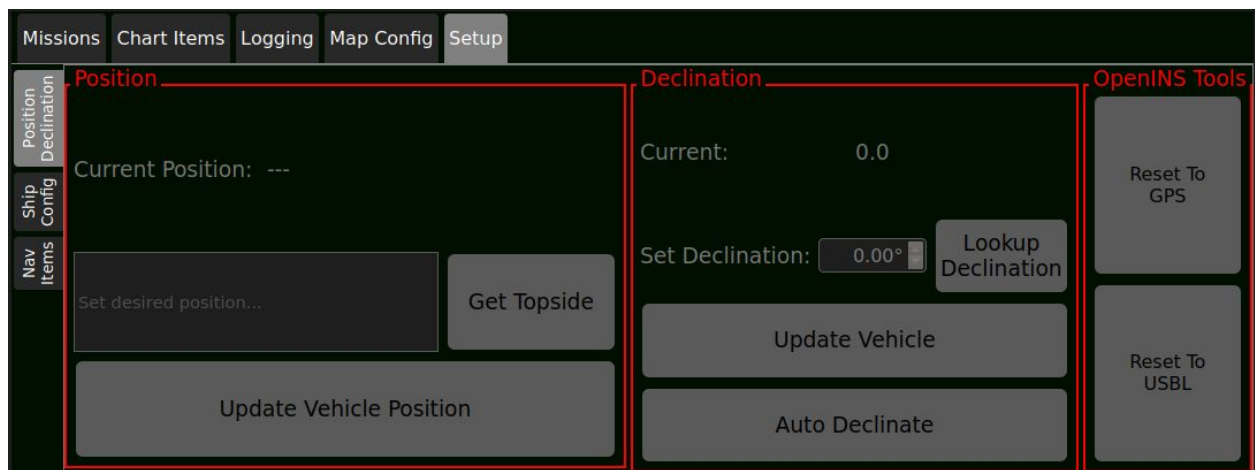 Missions Chart Items Logging Map Config Setup
Position
Declination
Ship
Config
Nav
Items
Position
Current Position: ---
Set desired position...
Get Topside
Update Vehicle Position
Declination
Current: 0.0
Set Declination: 0.00°
Lookup
Declination
Update Vehicle
Auto Declinate
OpenINS Tools
Reset To
GPS
Reset To
USBL